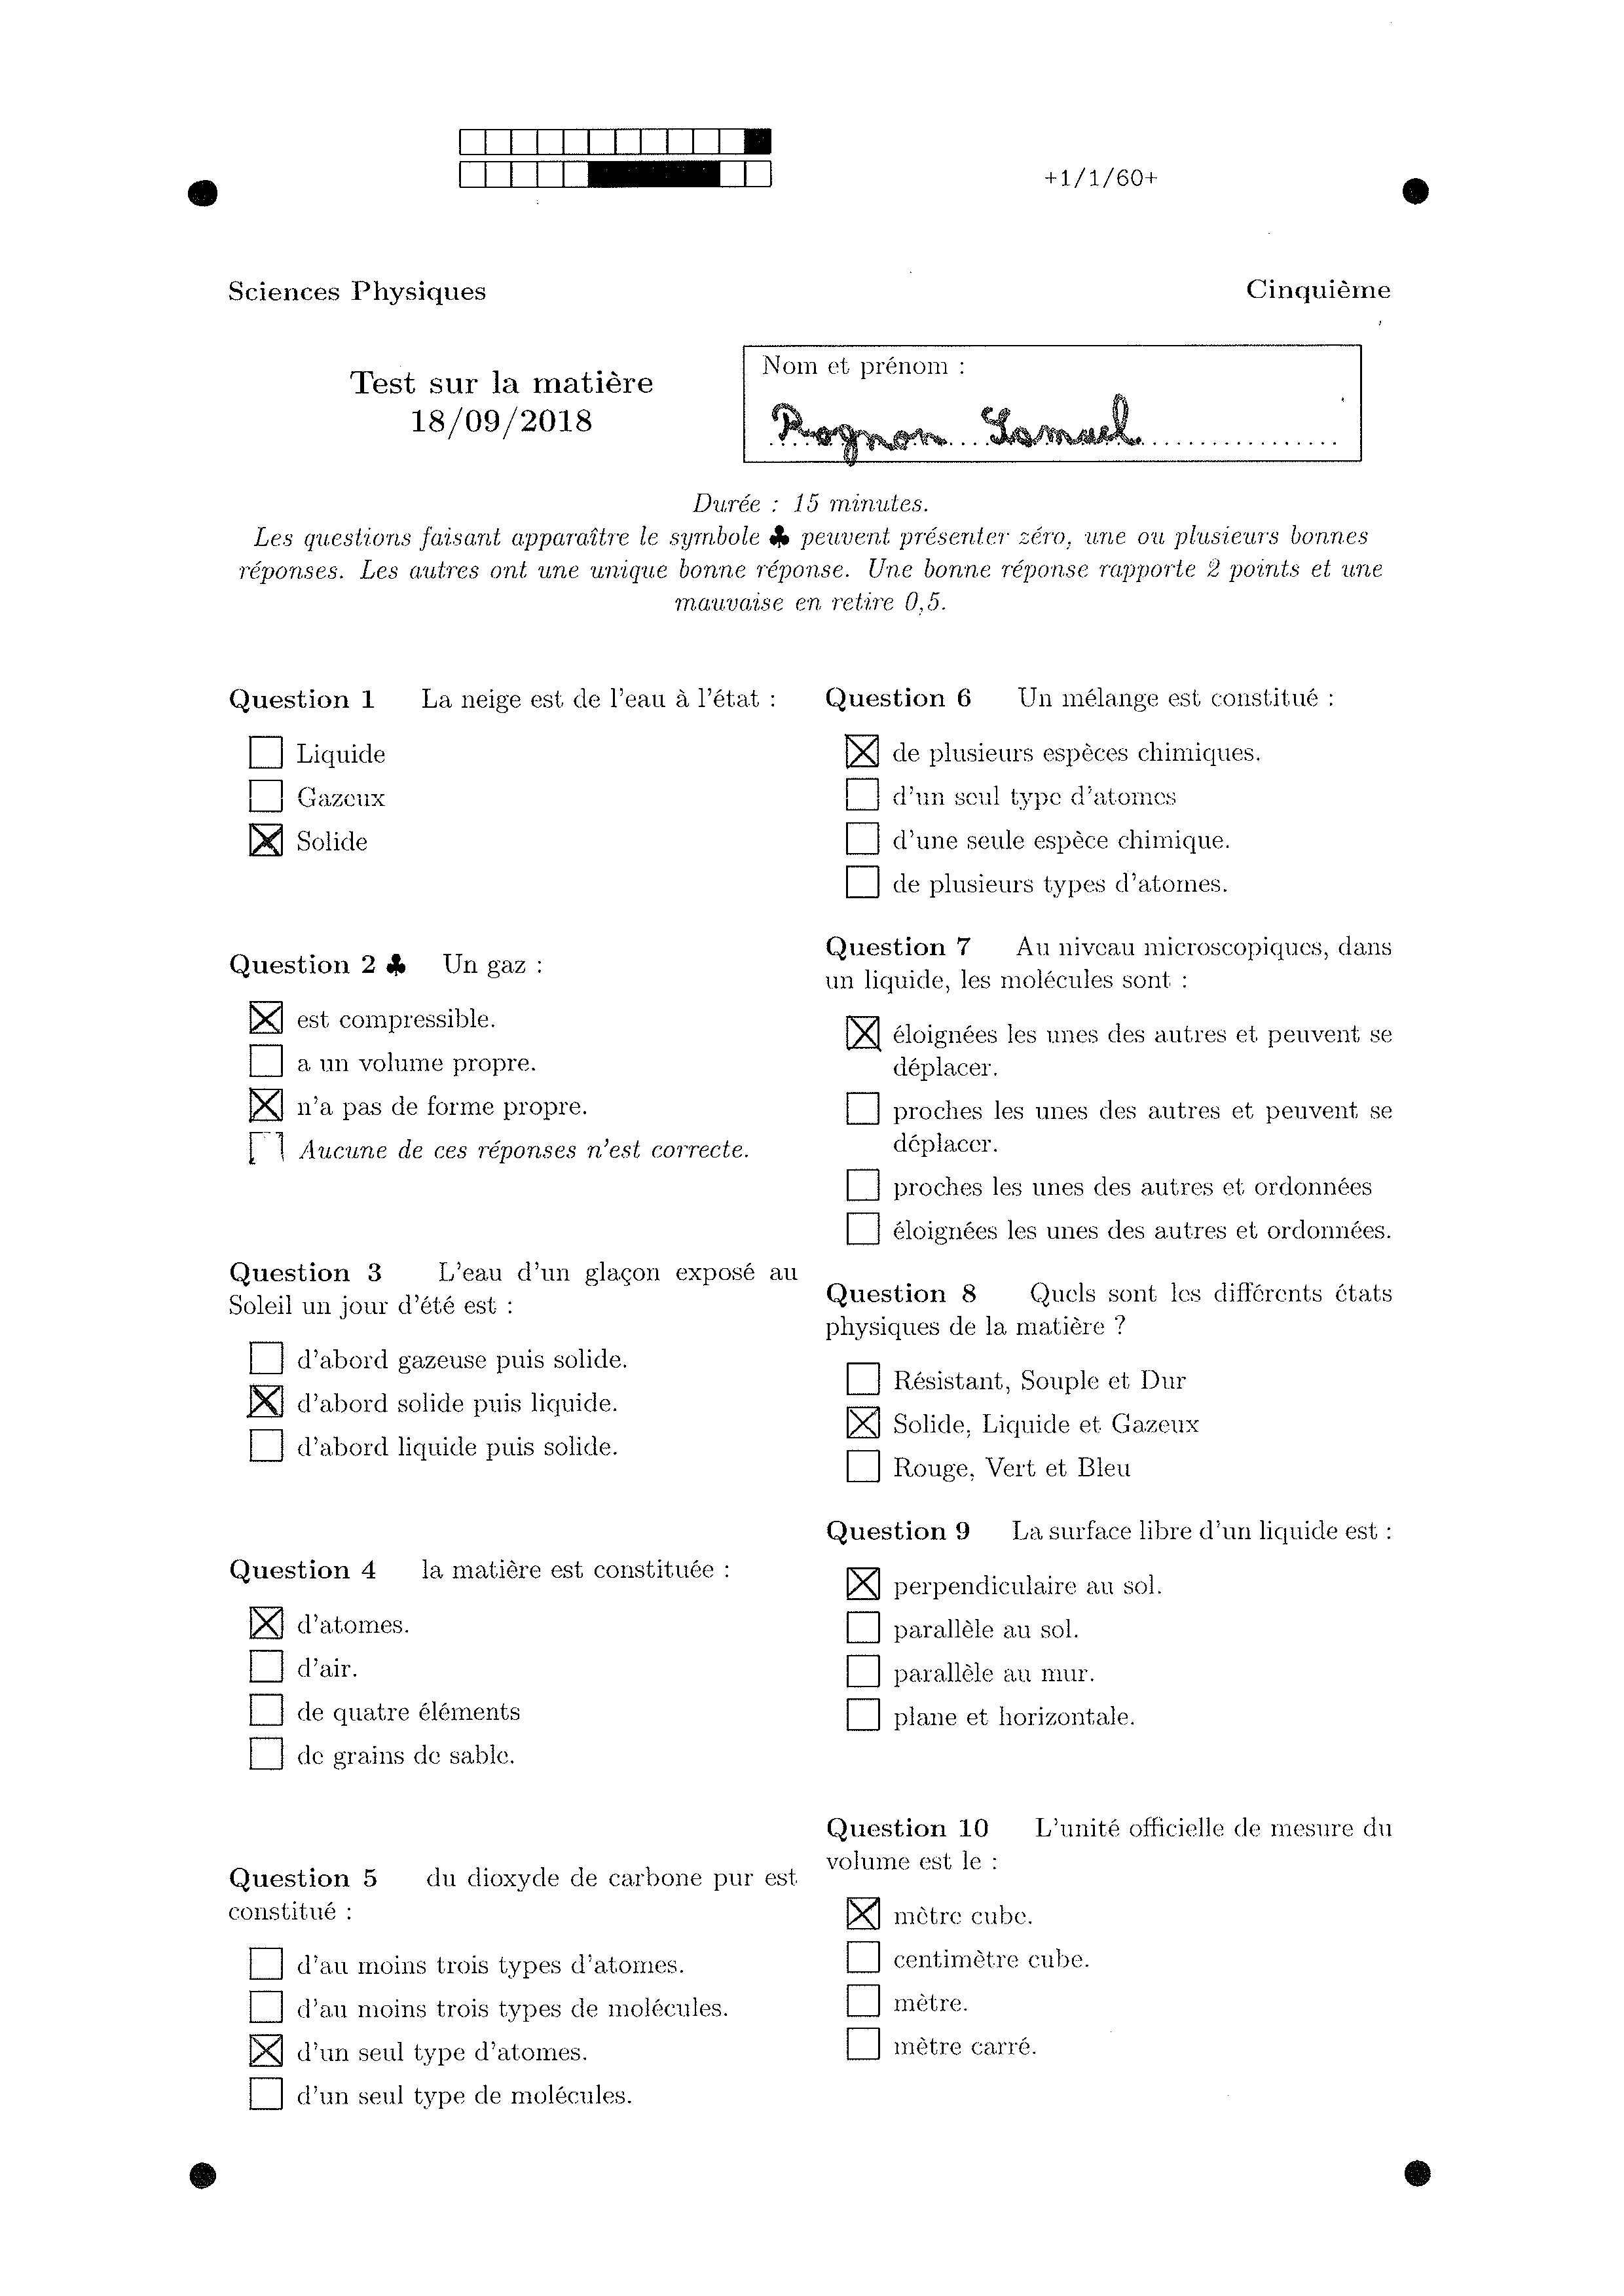 +1/1/60+
Sciences Physiques
Cinquième
Test sur la matière
18/09/2018
Nom et prénom :
Rognon Samuel
Durée : 15 minutes.
Les questions faisant apparaître le symbole ♣ peuvent présenter zéro, une ou plusieurs bonnes
réponses. Les autres ont une unique bonne réponse. Une bonne réponse rapporte 2 points et une
mauvaise en retire 0,5.
Question 1 La neige est de l'eau à l'état :
Liquide
Gazeux
Solide
Question 2 ♣ Un gaz :
est compressible.
a un volume propre.
n'a pas de forme propre.
Aucune de ces réponses n'est correcte.
Question 3 L'eau d'un glaçon exposé au
Soleil un jour d'été est :
d'abord gazeuse puis solide.
d'abord solide puis liquide.
d'abord liquide puis solide.
Question 4 la matière est constituée :
d'atomes.
d'air.
de quatre éléments
de grains de sable.
Question 5 du dioxyde de carbone pur est
constitué :
d'au moins trois types d'atomes.
d'au moins trois types de molécules.
d'un seul type d'atomes.
d'un seul type de molécules.
Question 6 Un mélange est constitué :
de plusieurs espèces chimiques.
d'un seul type d'atomes
d'une seule espèce chimique.
de plusieurs types d'atomes.
Question 7 Au niveau microscopiques, dans
un liquide, les molécules sont :
éloignées les unes des autres et peuvent se
déplacer.
proches les unes des autres et peuvent se
déplacer.
proches les unes des autres et ordonnées
éloignées les unes des autres et ordonnées.
Question 8 Quels sont les différents états
physiques de la matière ?
Résistant, Souple et Dur
Solide, Liquide et Gazeux
Rouge, Vert et Bleu
Question 9 La surface libre d'un liquide est :
perpendiculaire au sol.
parallèle au sol.
parallèle au mur.
plane et horizontale.
Question 10 L'unité officielle de mesure du
volume est le :
mètre cube.
centimètre cube.
mètre.
mètre carré.